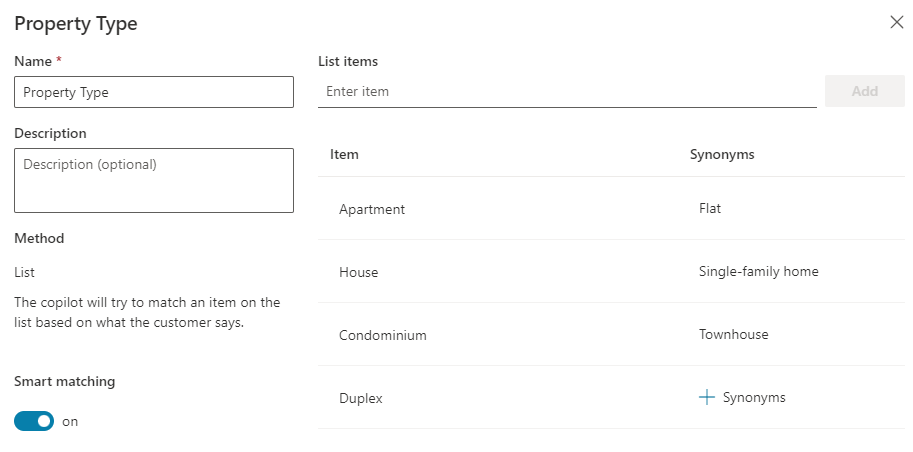 Property Type
Name *
Property Type
Description
Description (optional)
Method
List
The copilot will try to match an item on the
list based on what the customer says.
Smart matching
on
List items
Enter item
Add
Item Synonyms
Apartment Flat
House Single-family home
Condominium Townhouse
Duplex + Synonyms